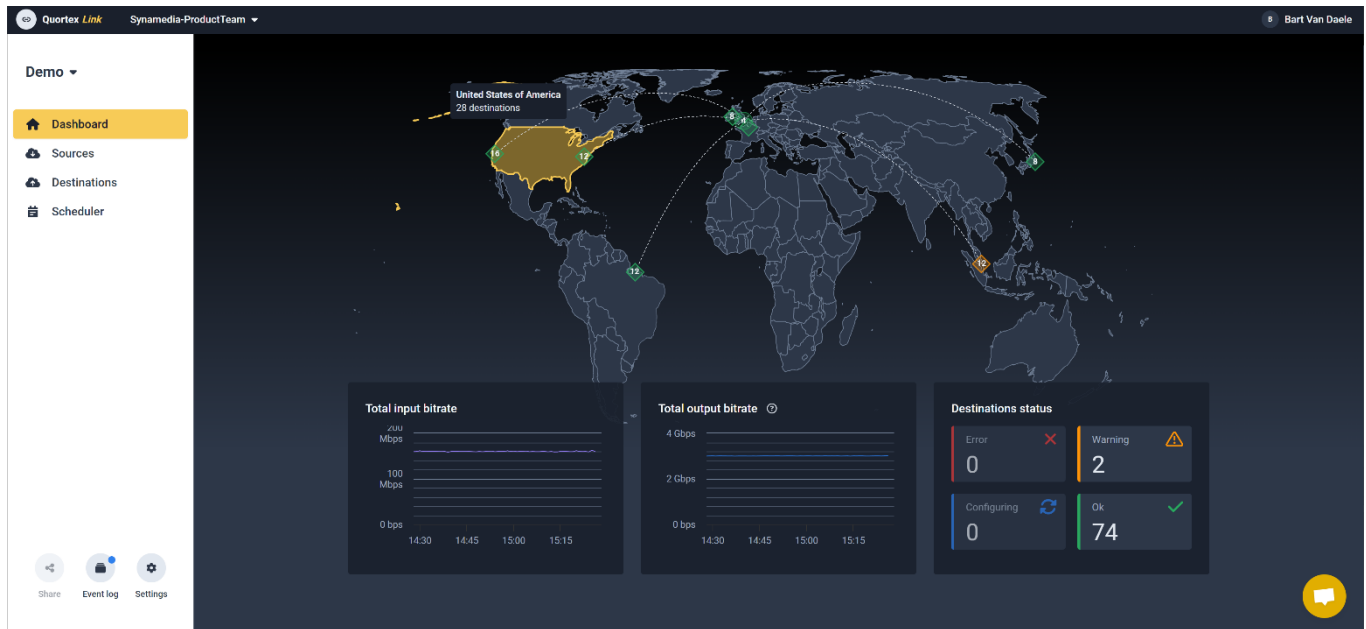 Quortex Link
Synamedia-ProductTeam
B
Bart Van Daele
Demo
Dashboard
Sources
Destinations
Scheduler
United States of America
28 destinations
16
12
8
4
8
12
12
Total input bitrate
200
Mbps
100
Mbps
0 bps
14:30 14:45 15:00 15:15
Total output bitrate
4 Gbps
2 Gbps
0 bps
14:30 14:45 15:00 15:15
Destinations status
Error
0
Warning
2
Configuring
0
Ok
74
Share
Event log
Settings